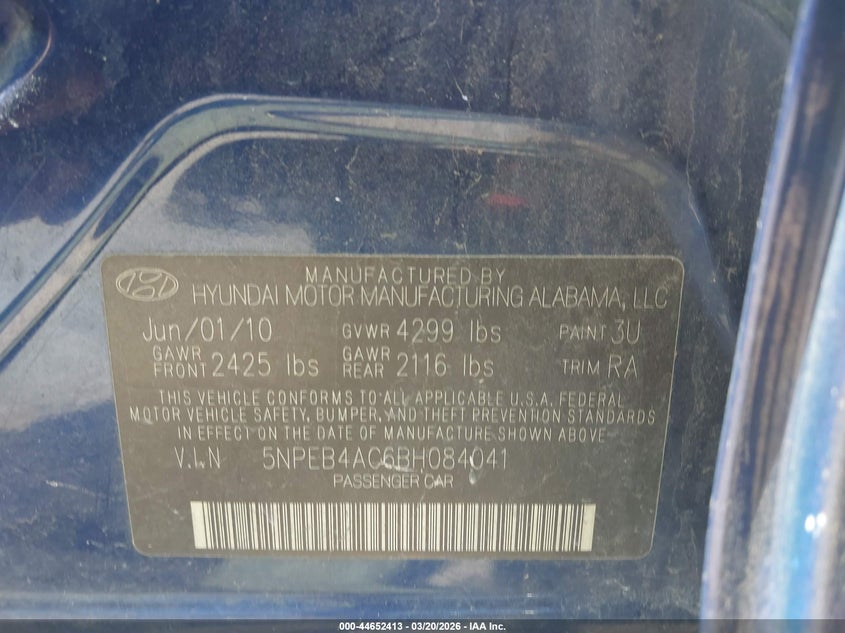 MANUFACTURED BY
HYUNDAI MOTOR MANUFACTURING ALABAMA, LLC
Jun/01/10 GVWR 4299 lbs PAINT 3U
GAWR FRONT 2425 lbs GAWR REAR 2116 lbs TRIM RA
THIS VEHICLE CONFORMS TO ALL APPLICABLE U.S.A. FEDERAL
MOTOR VEHICLE SAFETY, BUMPER, AND THEFT PREVENTION STANDARDS
IN EFFECT ON THE DATE OF MANUFACTURE SHOWN ABOVE.
V.I.N 5NPEB4AC6BH084041
PASSENGER CAR
000-44652413 - 03/20/2026 - IAA Inc.